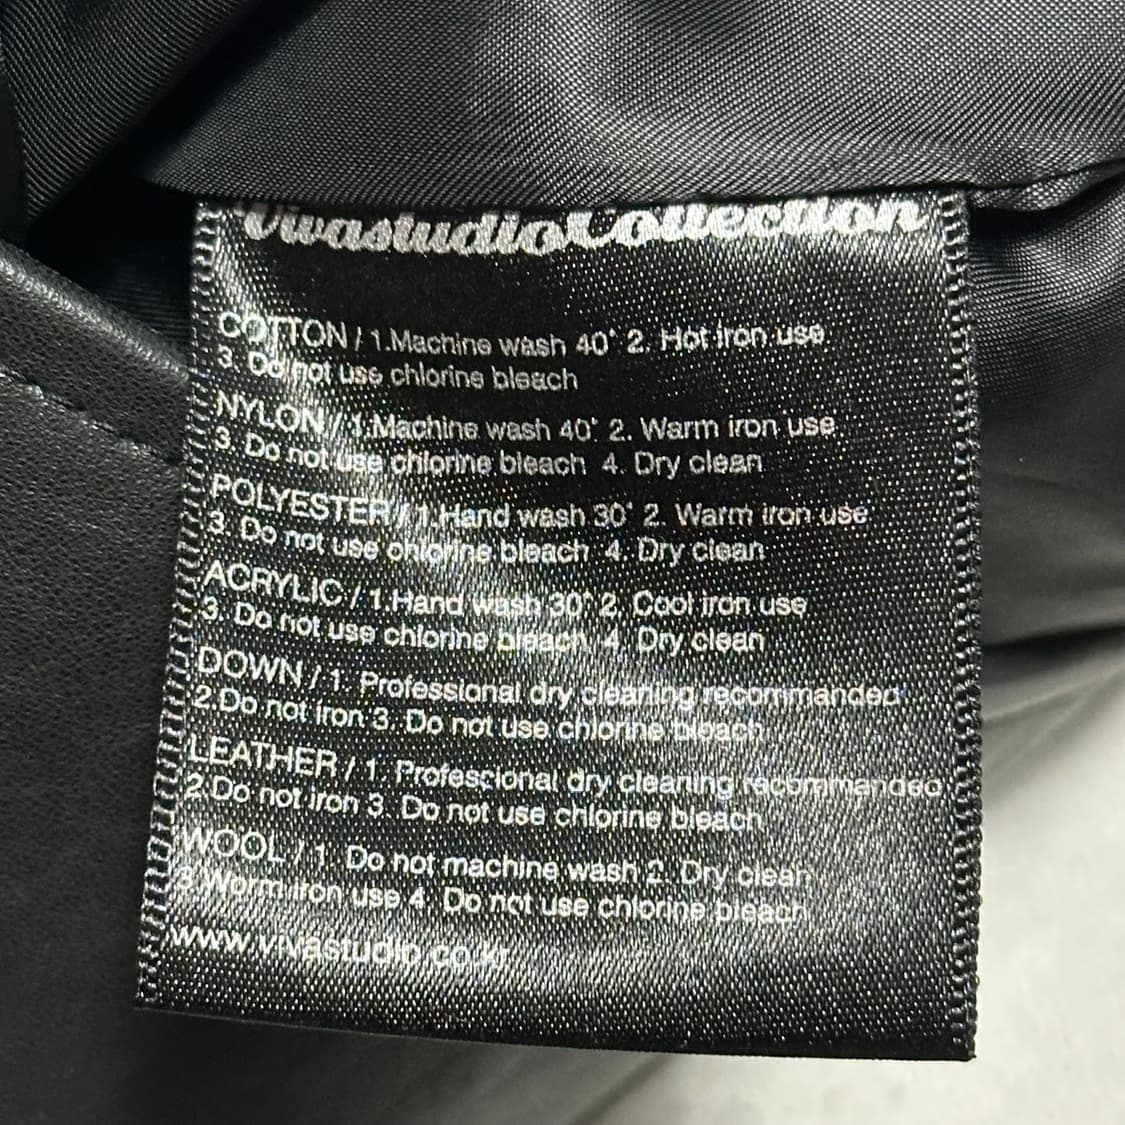 VivastudioCollection
COTTON / 1.Machine wash 40° 2. Hot iron use
3. Do not use chlorine bleach
NYLON / 1.Machine wash 40° 2. Warm iron use
3. Do not use chlorine bleach 4. Dry clean
POLYESTER / 1.Hand wash 30° 2. Warm iron use
3. Do not use chlorine bleach 4. Dry clean
ACRYLIC / 1.Hand wash 30° 2. Cool iron use
3. Do not use chlorine bleach 4. Dry clean
DOWN / 1. Professional dry cleaning recommanded
2.Do not iron 3. Do not use chlorine bleach
LEATHER / 1. Professional dry cleaning recommanded
2.Do not iron 3. Do not use chlorine bleach
WOOL / 1. Do not machine wash 2. Dry clean
3.Worm iron use 4. Do not use chlorine bleach
www.vivastudio.co.kr